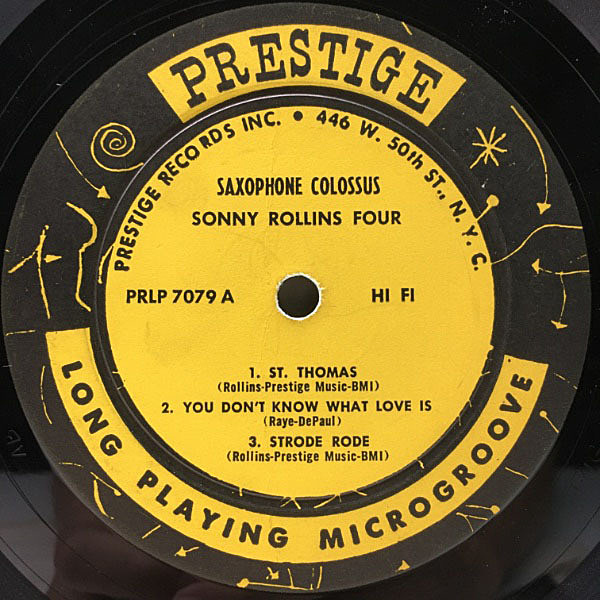 PRESTIGE
PRESTIGE RECORDS INC. • 446 W. 50th ST., N. Y. C.
SAXOPHONE COLOSSUS
SONNY ROLLINS FOUR
PRLP 7079 A HI FI
1. ST. THOMAS
(Rollins-Prestige Music-BMI)
2. YOU DON'T KNOW WHAT LOVE IS
(Raye-DePaul)
3. STRODE RODE
(Rollins-Prestige Music-BMI)
LONG PLAYING MICROGROOVE